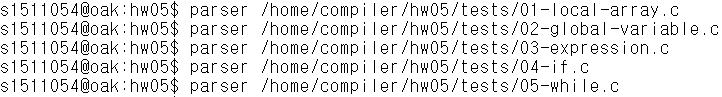 s1511054@oak:hw05$ parser /home/compiler/hw05/tests/01-local-array.c
s1511054@oak:hw05$ parser /home/compiler/hw05/tests/02-global-variable.c
s1511054@oak:hw05$ parser /home/compiler/hw05/tests/03-expression.c
s1511054@oak:hw05$ parser /home/compiler/hw05/tests/04-if.c
s1511054@oak:hw05$ parser /home/compiler/hw05/tests/05-while.c